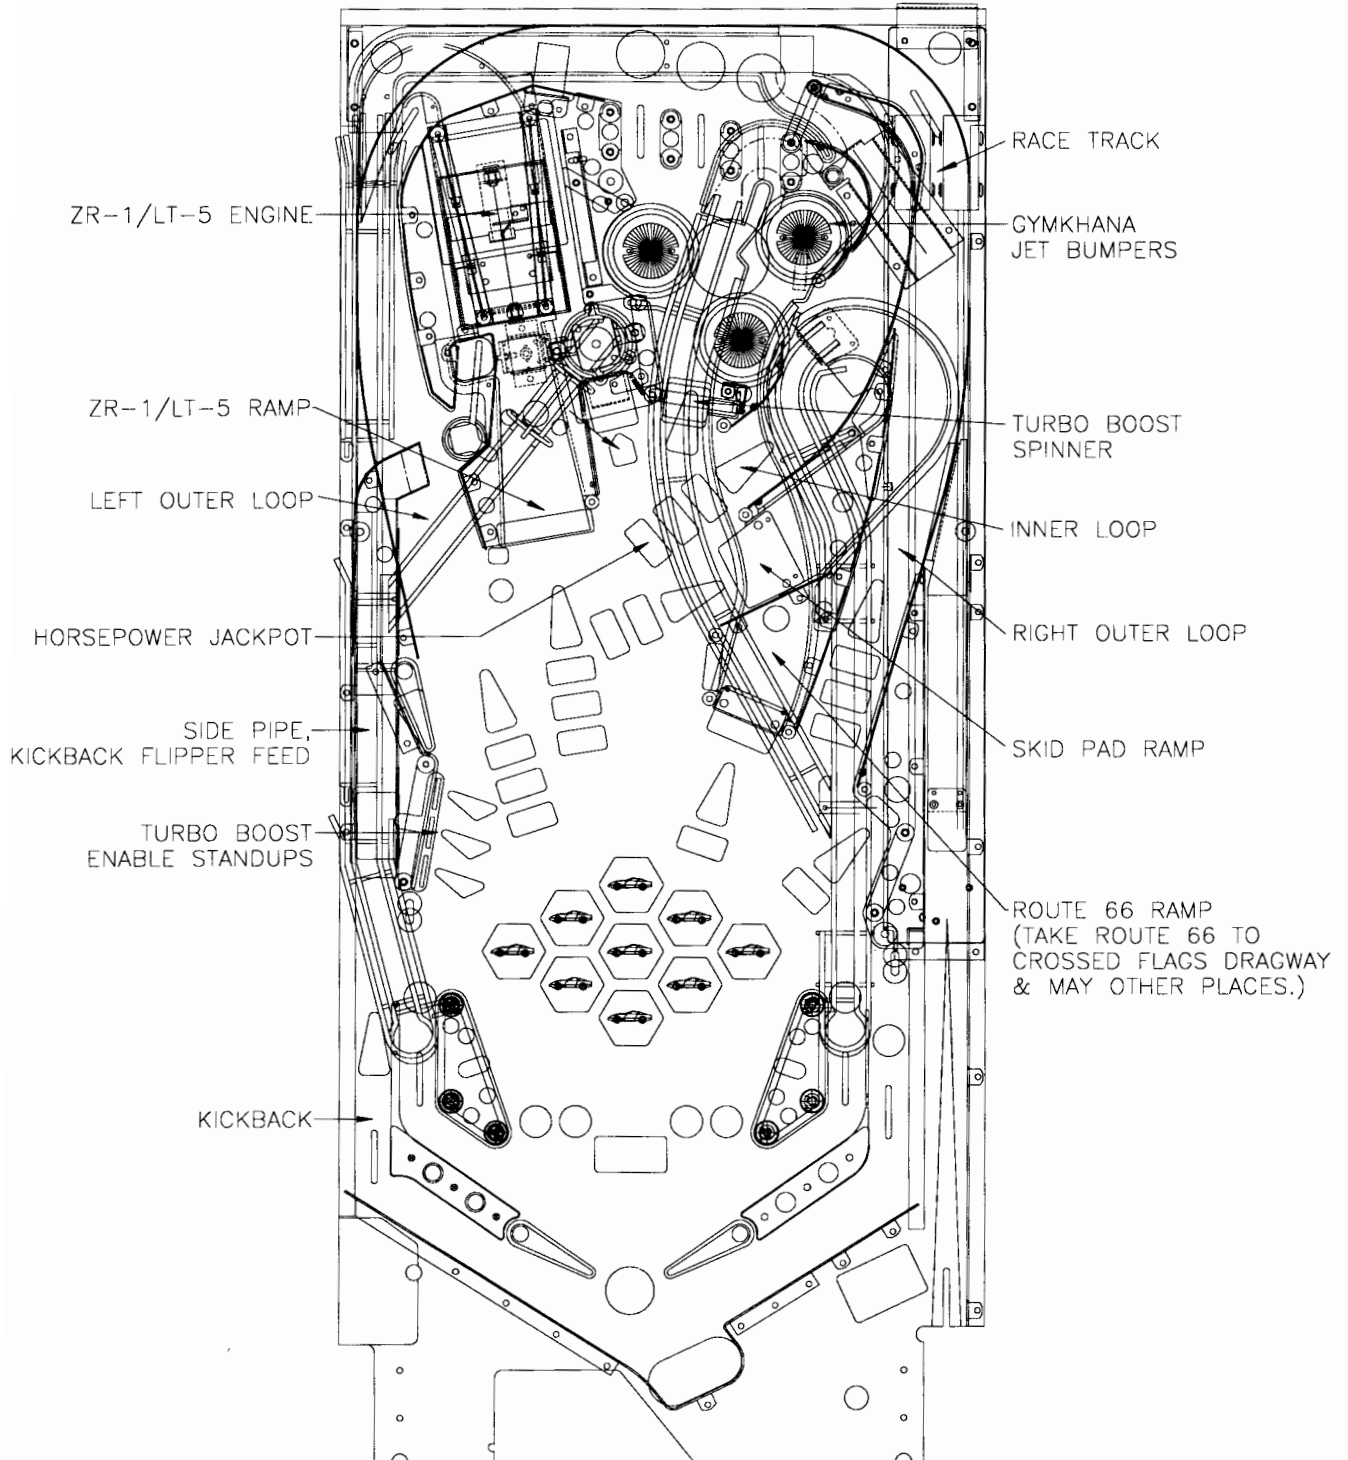 RACE TRACK
ZR-1/LT-5 ENGINE
GYMKHANA
JET BUMPERS
ZR-1/LT-5 RAMP
TURBO BOOST
SPINNER
LEFT OUTER LOOP
INNER LOOP
HORSEPOWER JACKPOT
RIGHT OUTER LOOP
SIDE PIPE,
KICKBACK FLIPPER FEED
SKID PAD RAMP
TURBO BOOST
ENABLE STANDUPS
ROUTE 66 RAMP
(TAKE ROUTE 66 TO
CROSSED FLAGS DRAGWAY
& MAY OTHER PLACES.)
KICKBACK